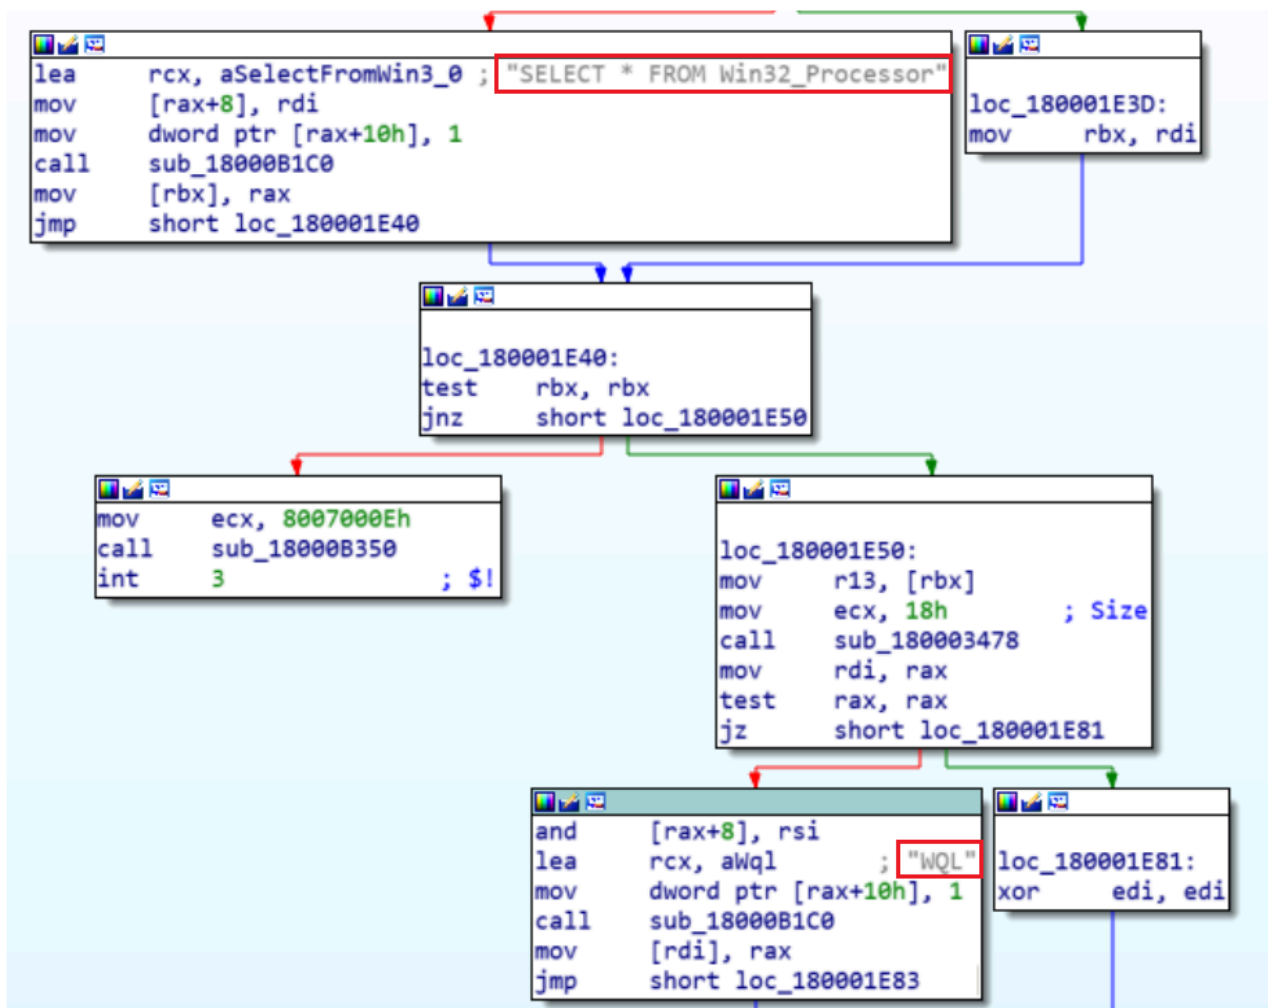 lea rcx, aSelectFromWin3_0 ; "SELECT * FROM Win32_Processor"
mov [rax+8], rdi
mov dword ptr [rax+10h], 1
call sub_18000B1C0
mov [rbx], rax
jmp short loc_180001E40
loc_180001E3D:
mov rbx, rdi
loc_180001E40:
test rbx, rbx
jnz short loc_180001E50
mov ecx, 8007000Eh
call sub_18000B350
int 3 ; $!
loc_180001E50:
mov r13, [rbx]
mov ecx, 18h ; Size
call sub_180003478
mov rdi, rax
test rax, rax
jz short loc_180001E81
and [rax+8], rsi
lea rcx, aWql ; "WQL"
mov dword ptr [rax+10h], 1
call sub_18000B1C0
mov [rdi], rax
jmp short loc_180001E83
loc_180001E81:
xor edi, edi